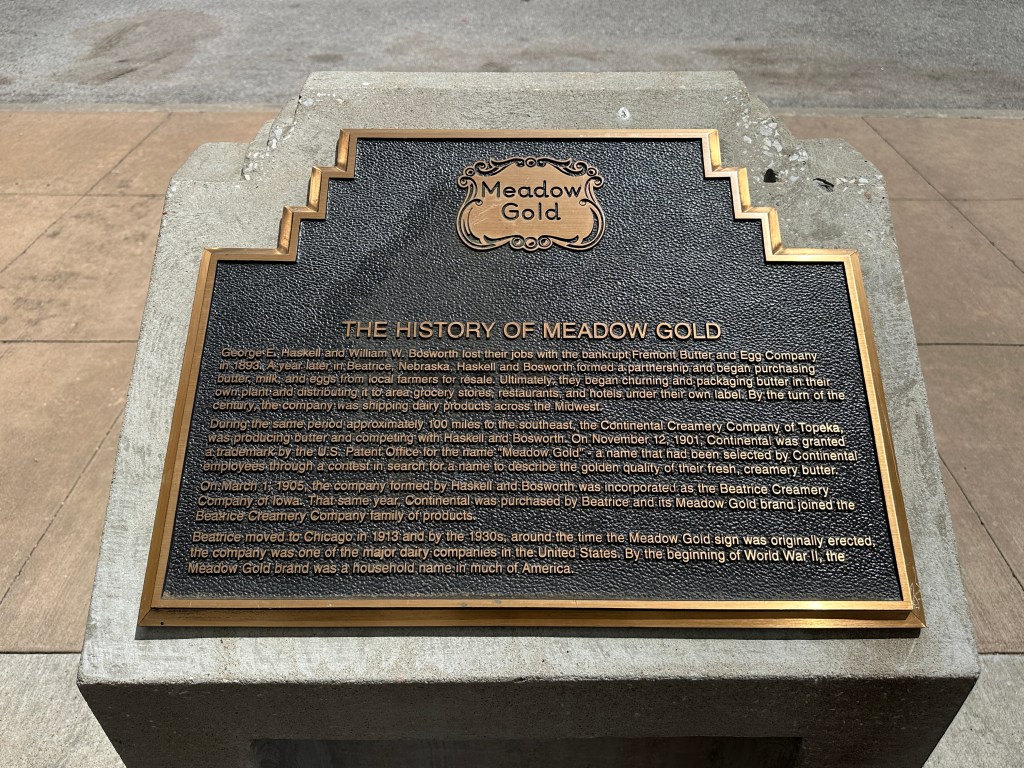 Meadow
Gold
THE HISTORY OF MEADOW GOLD
George E. Haskell and William W. Bosworth lost their jobs with the bankrupt Fremont Butter and Egg Company
in 1893. A year later in Beatrice, Nebraska, Haskell and Bosworth formed a partnership and began purchasing
butter, milk, and eggs from local farmers for resale. Ultimately, they began churning and packaging butter in their
own plant and distributing it to area grocery stores, restaurants, and hotels under their own label. By the turn of the
century, the company was shipping dairy products across the Midwest.
During the same period approximately 100 miles to the southeast, the Continental Creamery Company of Topeka,
was producing butter and competing with Haskell and Bosworth. On November 12, 1901, Continental was granted
a trademark by the U.S. Patent Office for the name "Meadow Gold" - a name that had been selected by Continental
employees through a contest in search for a name to describe the golden quality of their fresh, creamery butter.
On March 1, 1905, the company formed by Haskell and Bosworth was incorporated as the Beatrice Creamery
Company of Iowa. That same year, Continental was purchased by Beatrice and its Meadow Gold brand joined the
Beatrice Creamery Company family of products.
Beatrice moved to Chicago in 1913 and by the 1930s, around the time the Meadow Gold sign was originally erected,
the company was one of the major dairy companies in the United States. By the beginning of World War II, the
Meadow Gold brand was a household name in much of America.